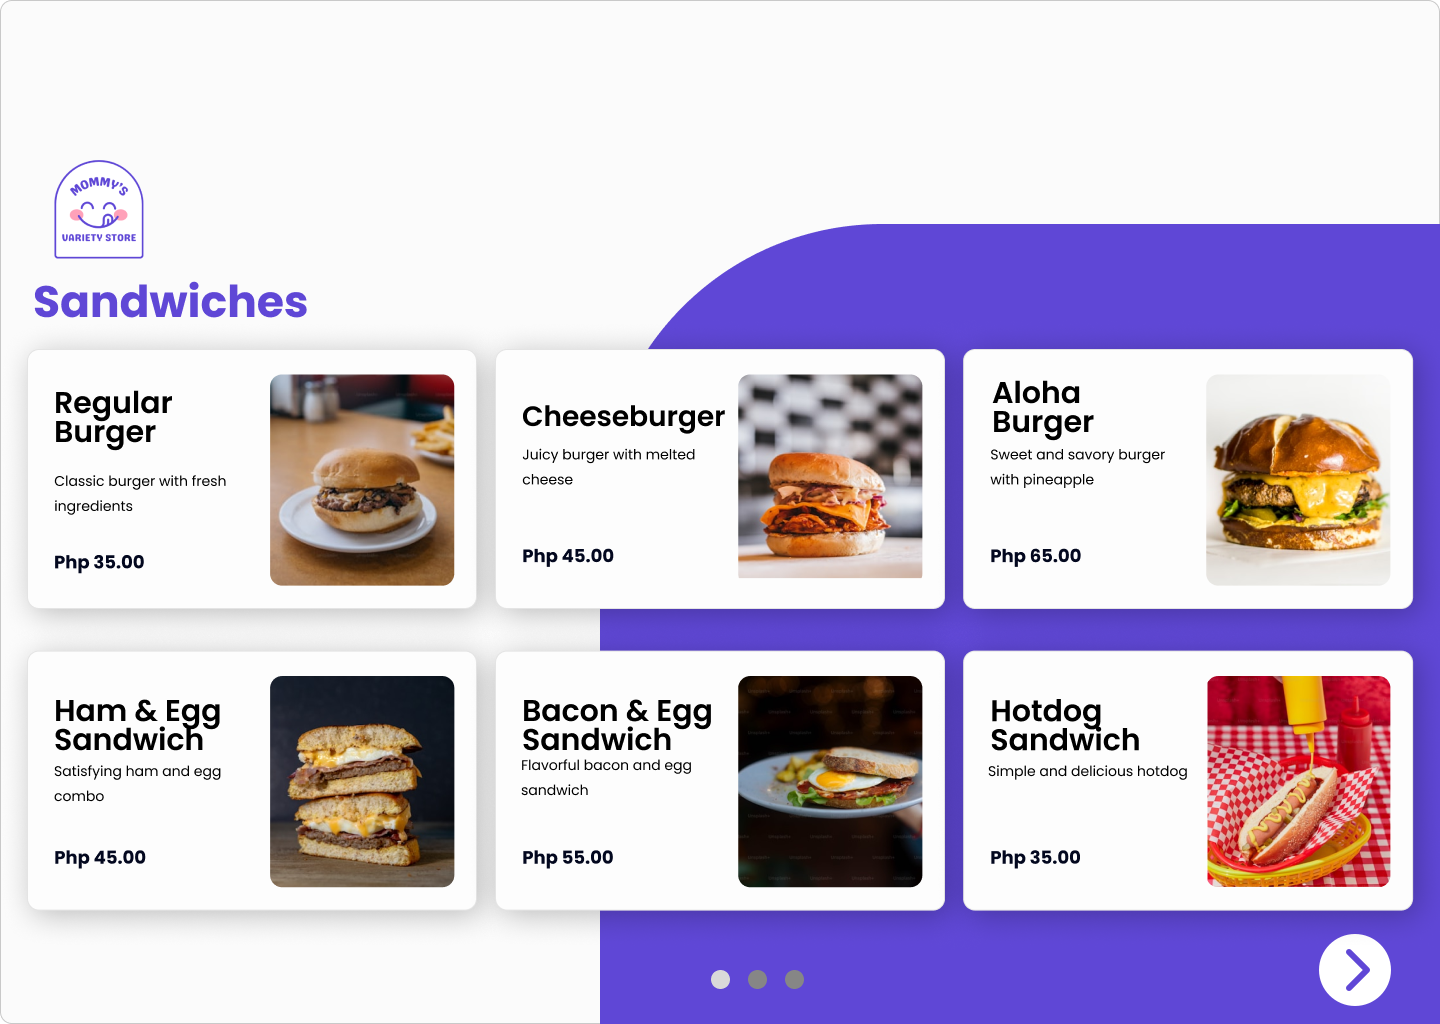 MOMMY'S
VARIETY STORE
Sandwiches
Regular
Burger
Classic burger with fresh
ingredients
Php 35.00
Cheeseburger
Juicy burger with melted
cheese
Php 45.00
Aloha
Burger
Sweet and savory burger
with pineapple
Php 65.00
Ham & Egg
Sandwich
Satisfying ham and egg
combo
Php 45.00
Bacon & Egg
Sandwich
Flavorful bacon and egg
sandwich
Php 55.00
Hotdog
Sandwich
Simple and delicious hotdog
Php 35.00